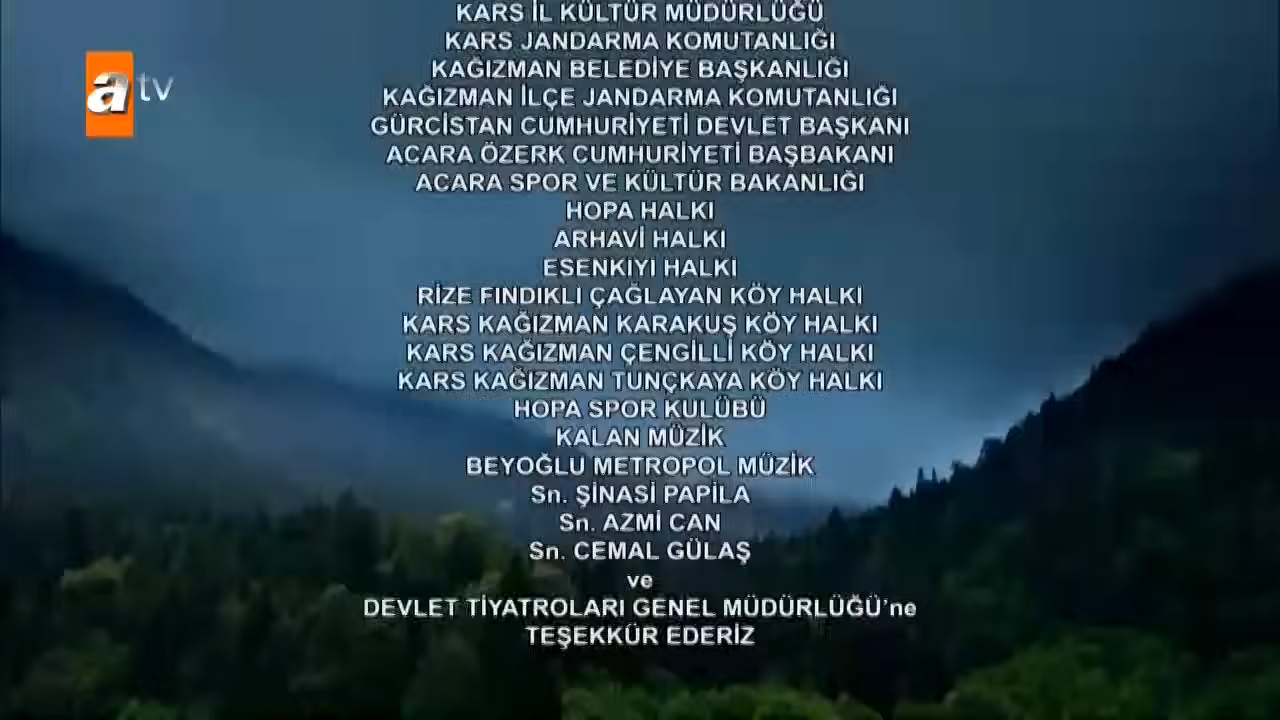 KARS İL KÜLTÜR MÜDÜRLÜĞÜ
KARS JANDARMA KOMUTANLIĞI
KAĞIZMAN BELEDİYE BAŞKANLIĞI
KAĞIZMAN İLÇE JANDARMA KOMUTANLIĞI
GÜRCİSTAN CUMHURİYETİ DEVLET BAŞKANI
ACARA ÖZERK CUMHURİYETİ BAŞBAKANI
ACARA SPOR VE KÜLTÜR BAKANLIĞI
HOPA HALKI
ARHAVİ HALKI
ESENKIYI HALKI
RİZE FINDIKLI ÇAĞLAYAN KÖY HALKI
KARS KAĞIZMAN KARAKUŞ KÖY HALKI
KARS KAĞIZMAN ÇENGİLLİ KÖY HALKI
KARS KAĞIZMAN TUNÇKAYA KÖY HALKI
HOPA SPOR KULÜBÜ
KALAN MÜZİK
BEYOĞLU METROPOL MÜZİK
Sn. ŞİNASİ PAPİLA
Sn. AZMİ CAN
Sn. CEMAL GÜLAŞ
ve
DEVLET TİYATROLARI GENEL MÜDÜRLÜĞÜ’ne
TEŞEKKÜR EDERİZ
atv